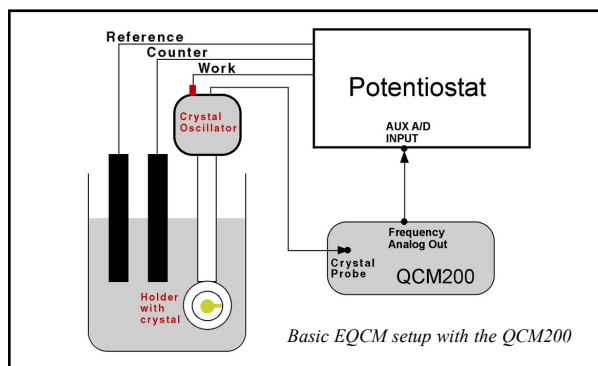 Reference
Counter
Work
Potentiostat
Crystal
Oscillator
AUX A/D
INPUT
Frequency
Analog Out
Crystal
Probe
QCM200
Holder
with
crystal
Basic EQCM setup with the QCM200